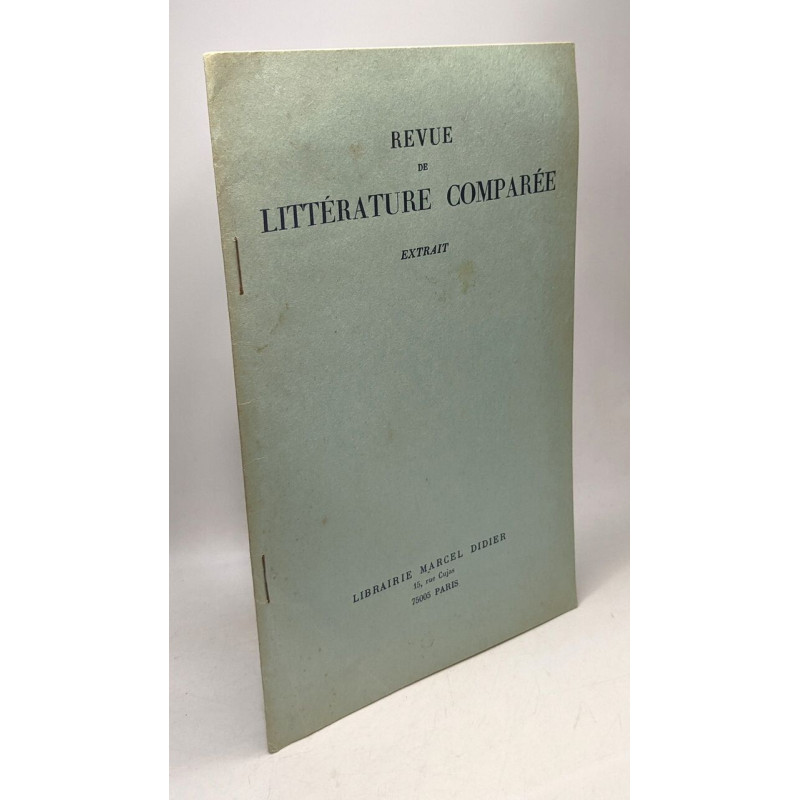 REVUE
DE
LITTÉRATURE COMPARÉE
EXTRAIT
LIBRAIRIE MARCEL DIDIER
15, rue Cujas
75005 PARIS